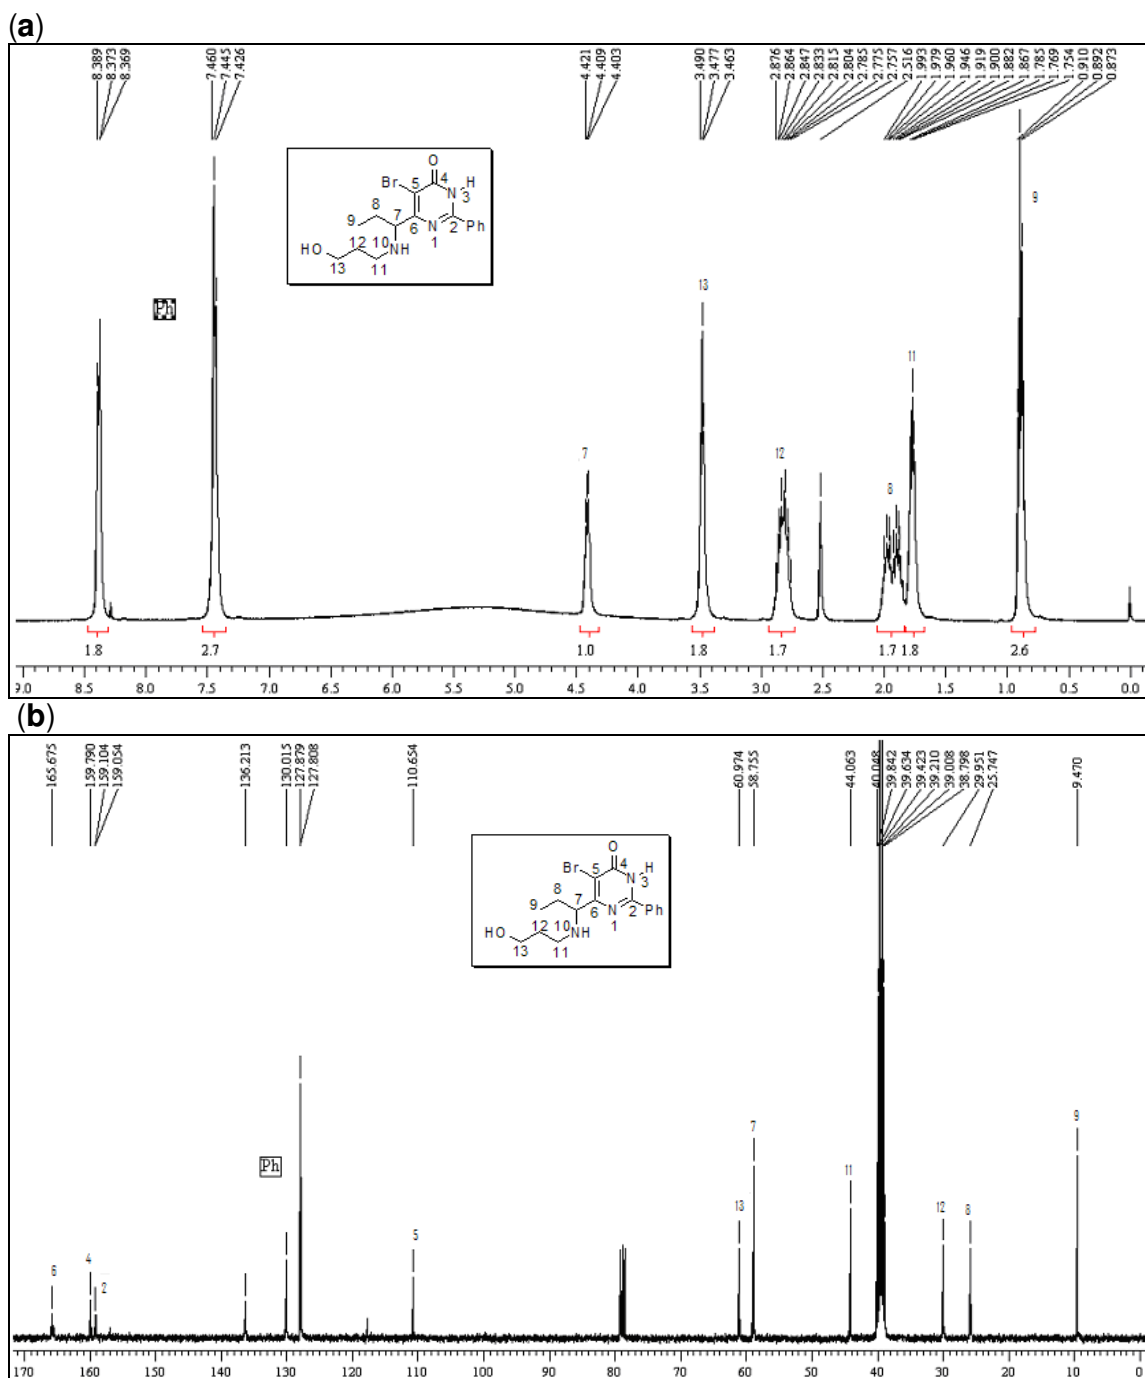 (a)
8.389 8.373 8.369 7.460 7.445 7.426 4.421 4.409 4.403 3.490 3.477 3.463 2.876 2.864 2.847 2.833 2.815 2.804 2.785 2.775 2.757 2.516 1.993 1.979 1.960 1.946 1.919 1.900 1.882 1.867 1.785 1.769 1.754 0.910 0.892 0.873
O
Br 5 4 H
8 N 3
9 7
6 N 2 Ph
12 10 NH 1
HO
13 11
9
13
Ph
11
7 12
8
1.8 2.7 1.0 1.8 1.7 1.7 1.8 2.6
9.0 8.5 8.0 7.5 7.0 6.5 6.0 5.5 5.0 4.5 4.0 3.5 3.0 2.5 2.0 1.5 1.0 0.5 0.0
(b)
165.675 159.790 159.104 159.054 136.213 130.015 127.879 127.808 110.654 60.974 58.755 44.063 40.048 39.842 39.634 39.423 39.210 39.008 38.798 29.951 25.747 9.470
O
Br 5 4 H
8 N 3
9 7
6 N 2 Ph
12 10 NH 1
HO
13 11
7 9
Ph
11
13 12 8
5
6 4 2
170 160 150 140 130 120 110 100 90 80 70 60 50 40 30 20 10 0